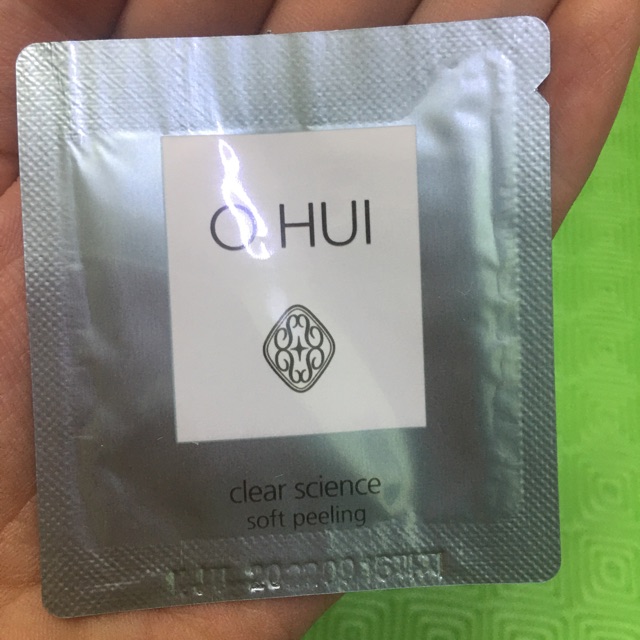 O HUI
clear science
soft peeling